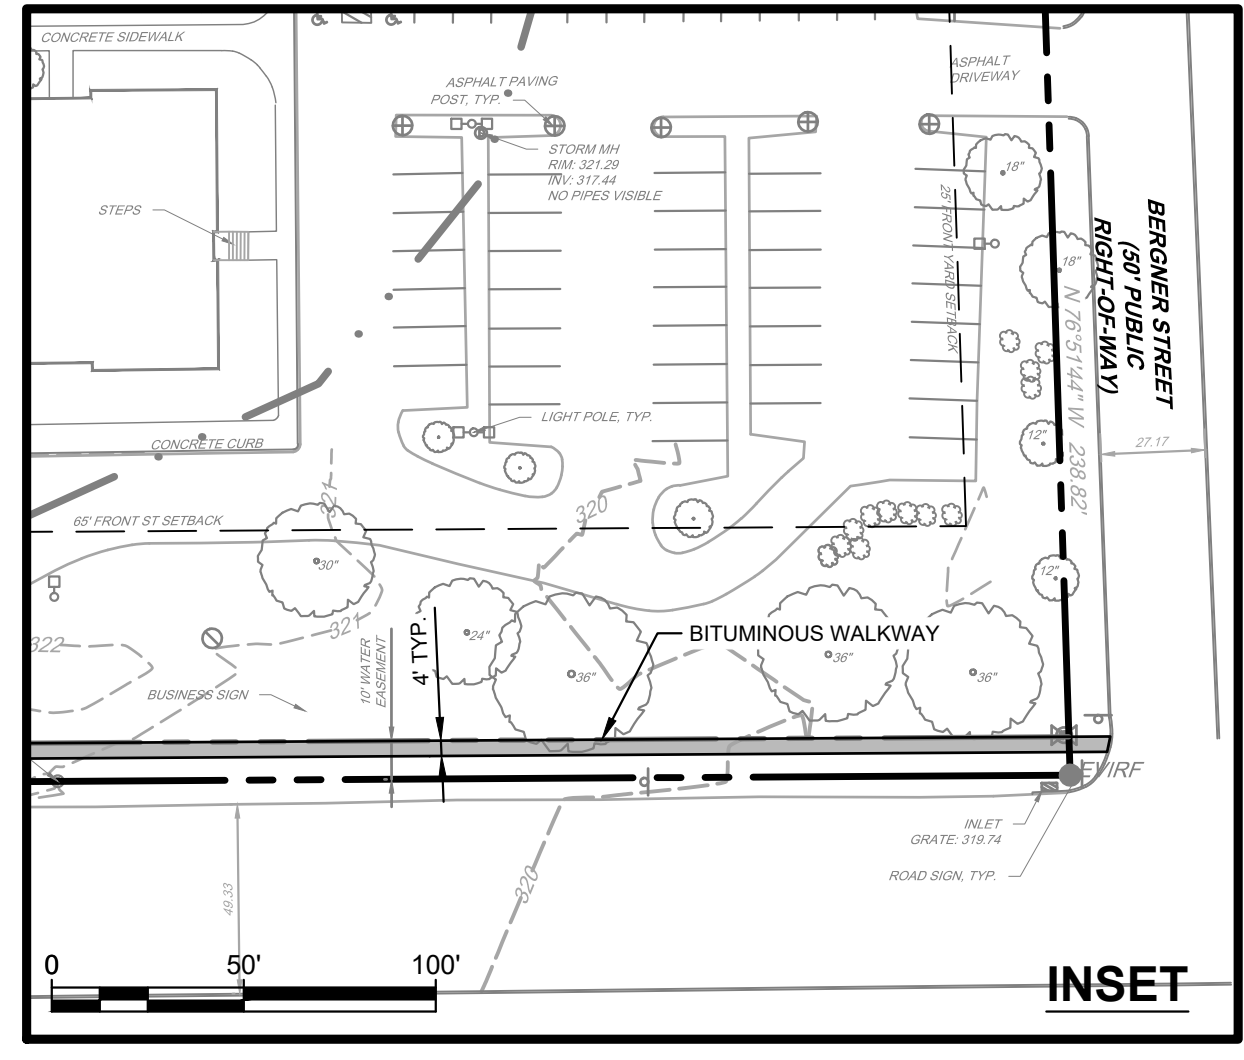 CONCRETE SIDEWALK
ASPHALT PAVING
POST, TYP.
ASPHALT
DRIVEWAY
STORM MH
RIM: 321.29
INV: 317.44
NO PIPES VISIBLE
STEPS
18"
25' FRONT YARD SETBACK
18"
BERGNER STREET
(50' PUBLIC
RIGHT-OF-WAY)
N 76°51'44" W 238.82'
LIGHT POLE, TYP.
12"
27.17
CONCRETE CURB
321
320
65' FRONT ST SETBACK
30"
12"
322
321
24"
36"
36"
36"
10' WATER
EASEMENT
4' TYP.
BITUMINOUS WALKWAY
BUSINESS SIGN
EVIRF
INLET
GRATE: 319.74
ROAD SIGN, TYP.
49.33
320
0 50' 100'
INSET